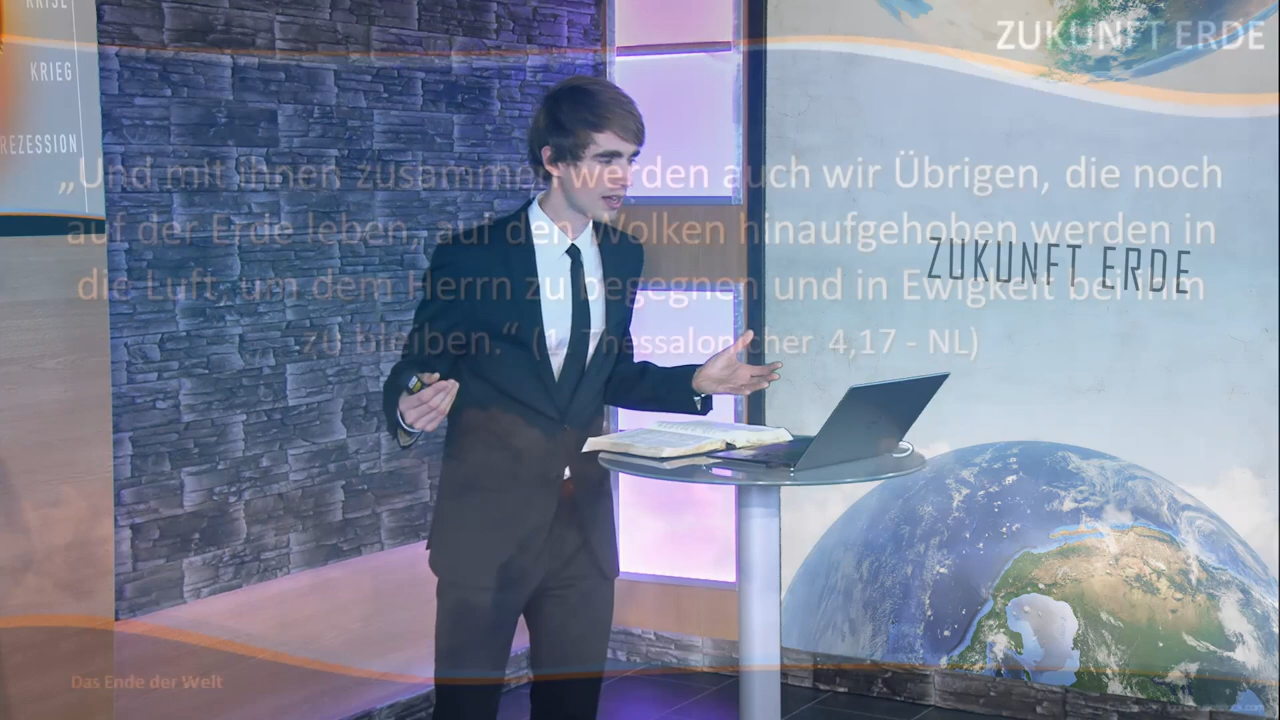 KRISE
KRIEG
REZESSION
ZUKUNFT ERDE
„Und mit ihnen zusammen werden auch wir Übrigen, die noch
auf der Erde leben, auf den Wolken hinaufgehoben werden in
die Luft, um dem Herrn zu begegnen und in Ewigkeit bei ihm
zu bleiben.“ (1. Thessalonicher 4,17 - NL)
ZUKUNFT ERDE
Das Ende der Welt